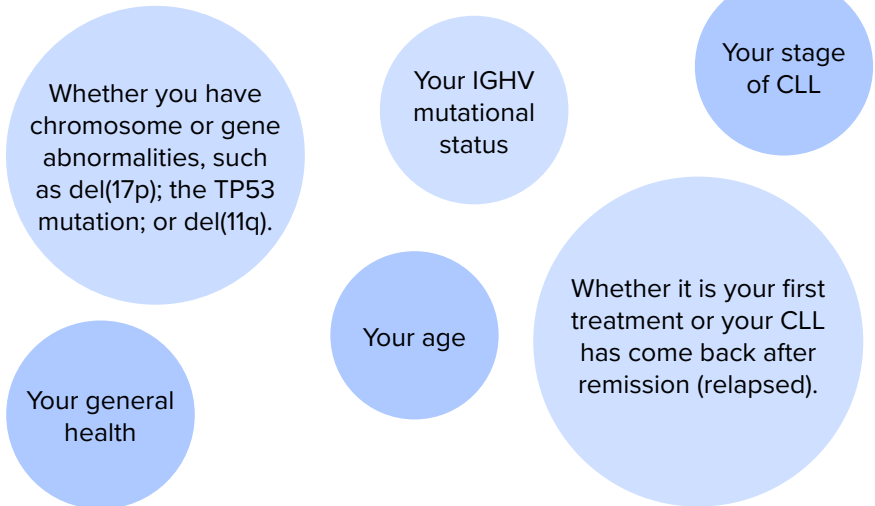 Whether you have
chromosome or gene
abnormalities, such
as del(17p); the TP53
mutation; or del(11q).
Your IGHV
mutational
status
Your stage
of CLL
Your general
health
Your age
Whether it is your first
treatment or your CLL
has come back after
remission (relapsed).